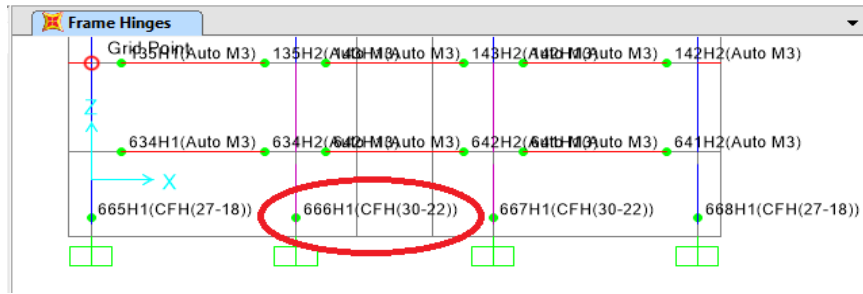 Frame Hinges
Grid Point
135H1(Auto M3) 135H2(Auto M3) 143H2(Auto M3) 142H2(Auto M3)
Z
634H1(Auto M3) 634H2(Auto M3) 642H2(Auto M3) 641H2(Auto M3)
X
665H1(CFH(27-18)) 666H1(CFH(30-22)) 667H1(CFH(30-22)) 668H1(CFH(27-18))